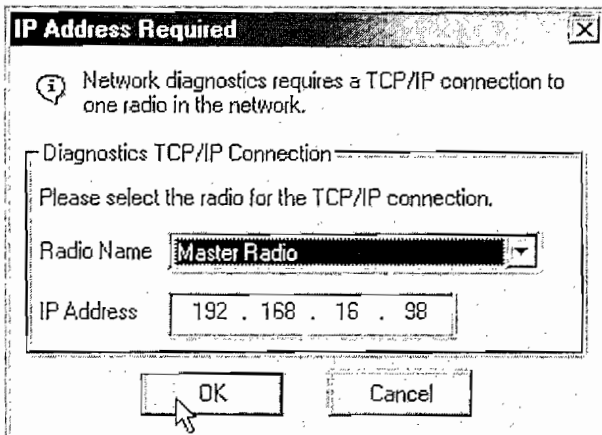 IP Address Required
Network diagnostics requires a TCP/IP connection to
one radio in the network.
Diagnostics TCP/IP Connection
Please select the radio for the TCP/IP connection.
Radio Name Master Radio
IP Address 192 . 168 . 16 . 98
OK Cancel